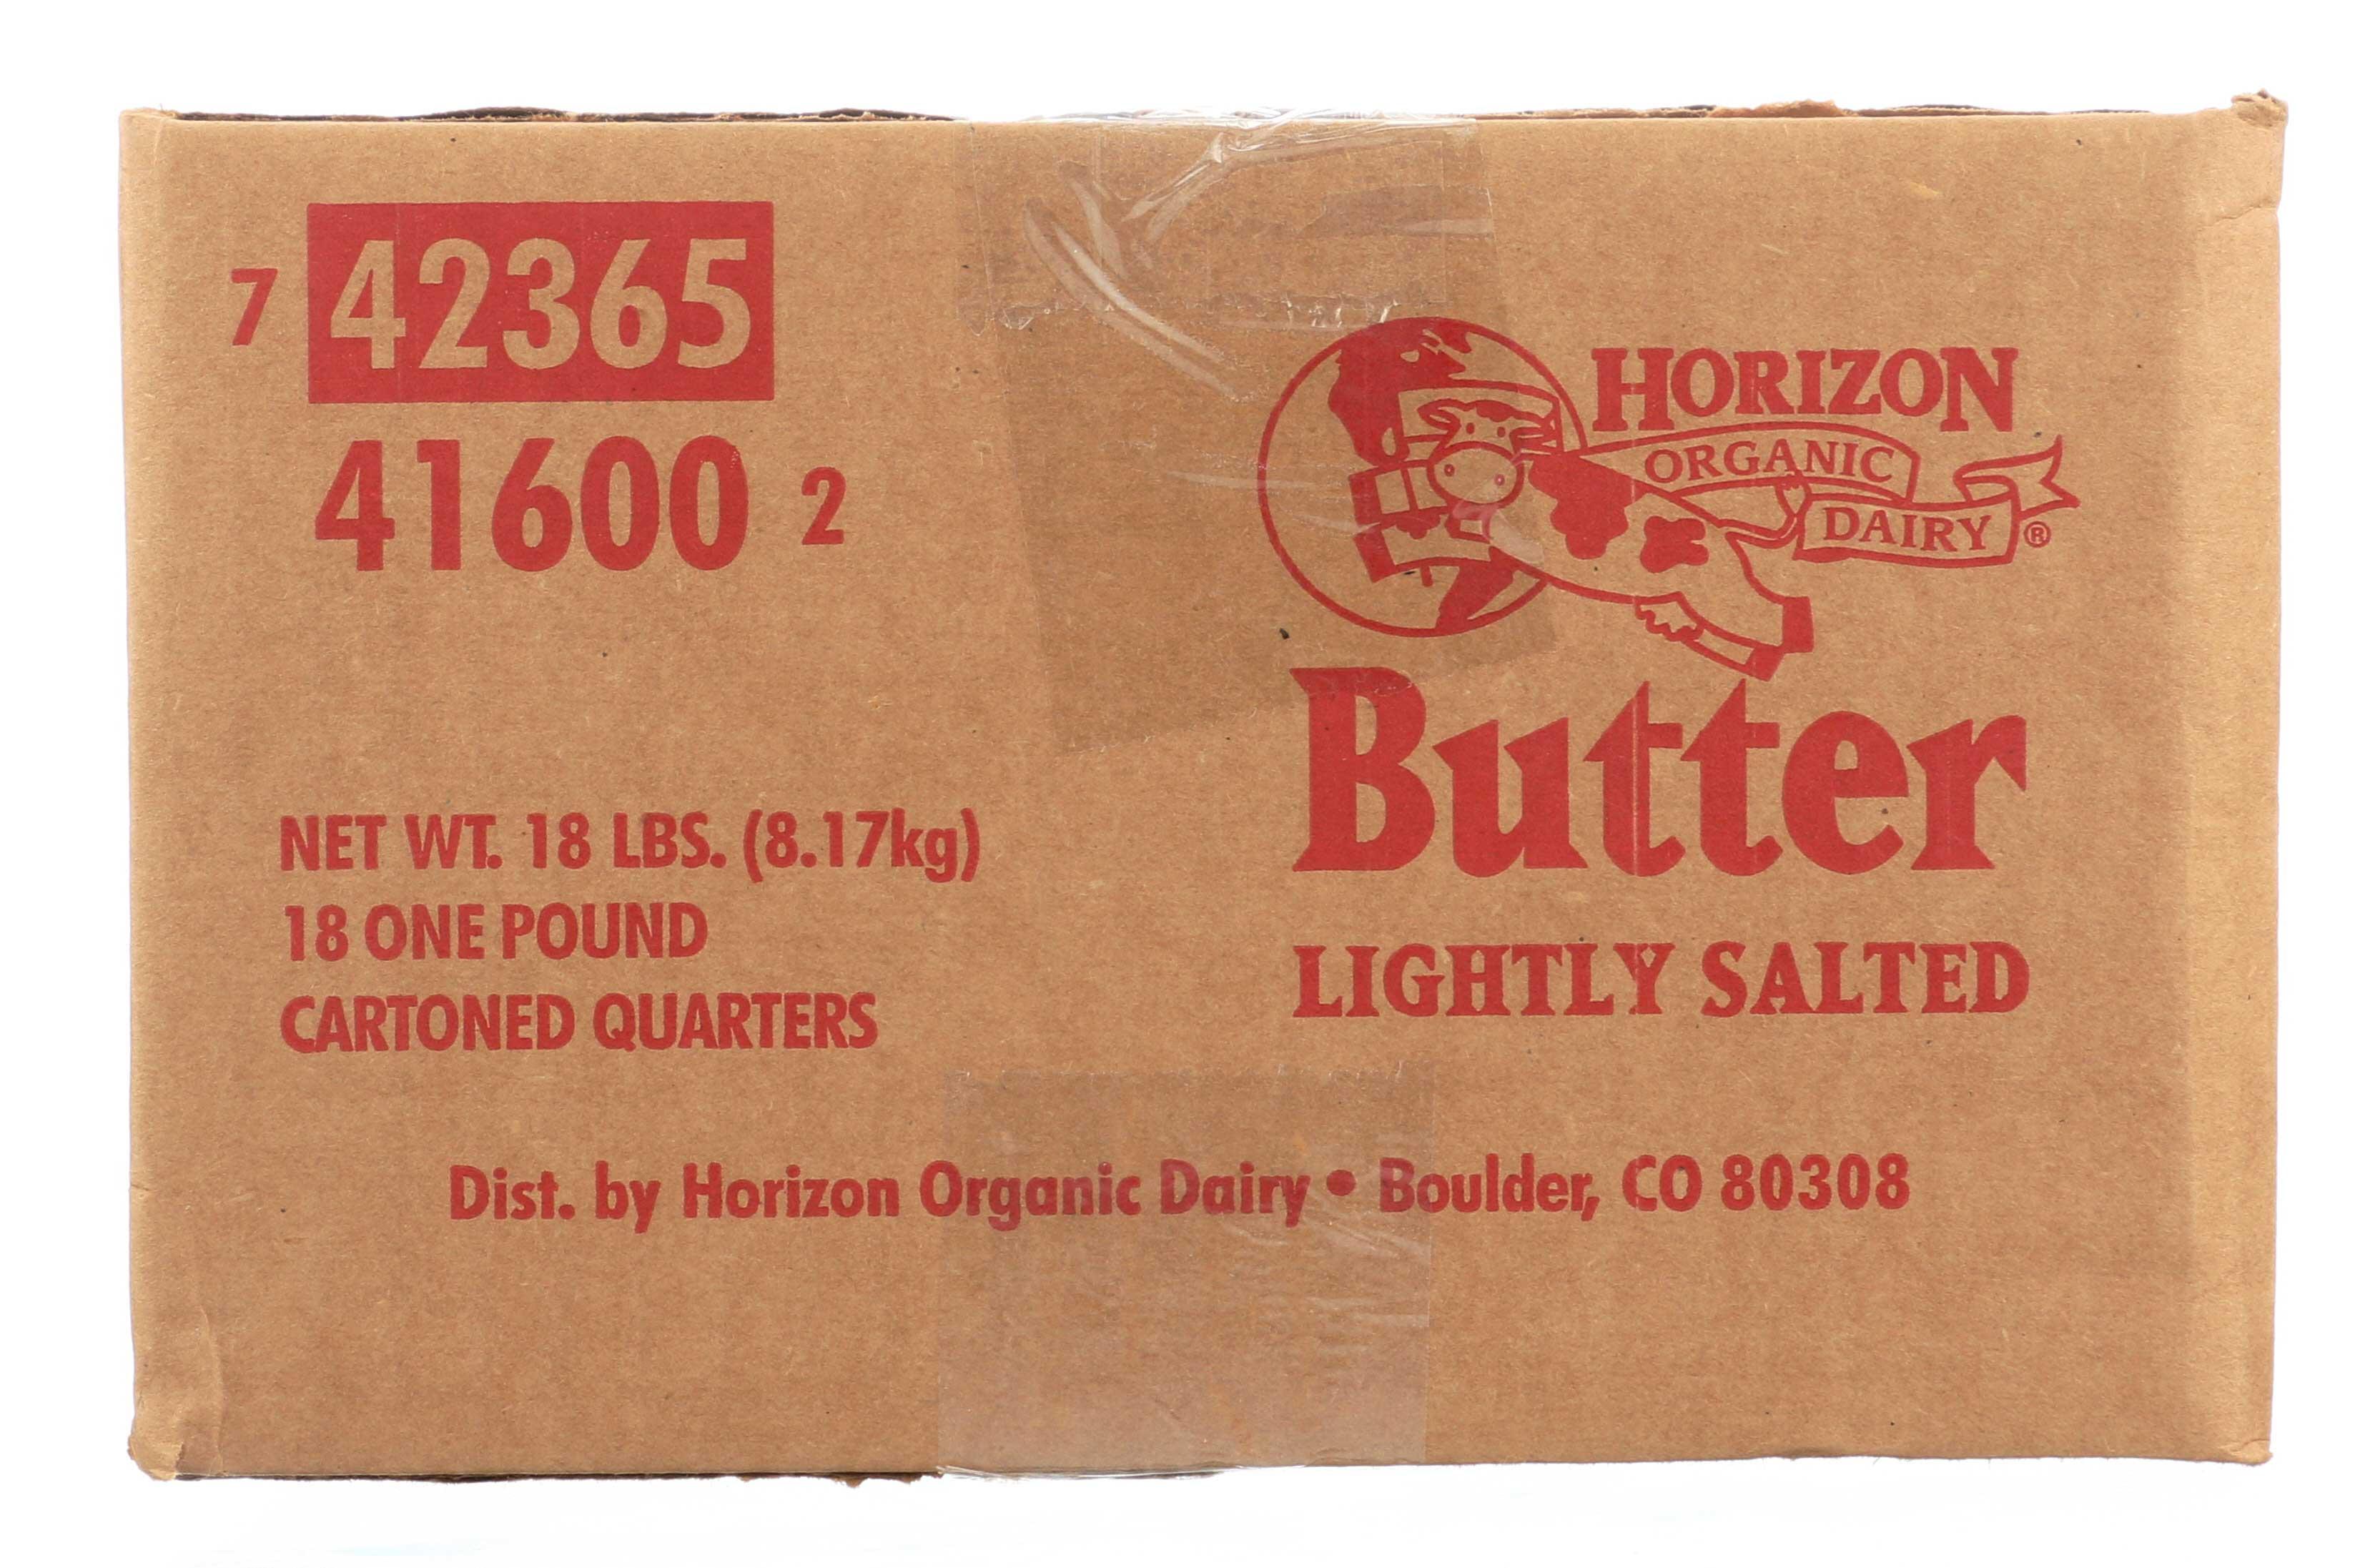 7 42365
41600 2
HORIZON
ORGANIC
DAIRY®
Butter
LIGHTLY SALTED
NET WT. 18 LBS. (8.17kg)
18 ONE POUND
CARTONED QUARTERS
Dist. by Horizon Organic Dairy • Boulder, CO 80308